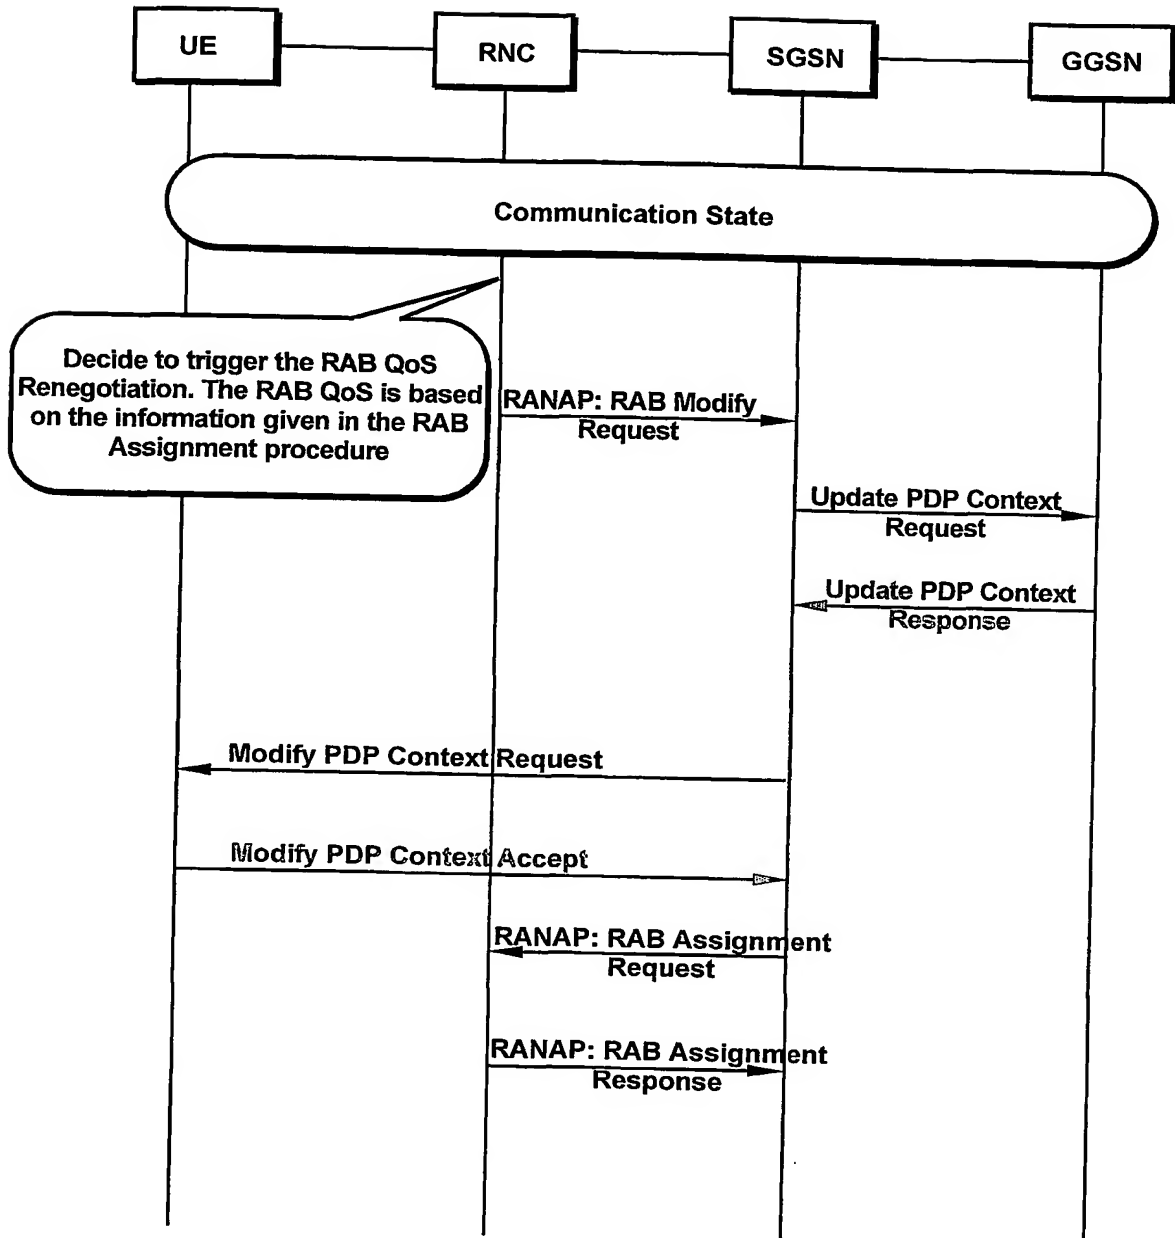 UE
RNC
SGSN
GGSN
Communication State
Decide to trigger the RAB QoS
Renegotiation. The RAB QoS is based
on the information given in the RAB
Assignment procedure
RANAP: RAB Modify
Request
Update PDP Context
Request
Update PDP Context
Response
Modify PDP Context Request
Modify PDP Context Accept
RANAP: RAB Assignment
Request
RANAP: RAB Assignment
Response